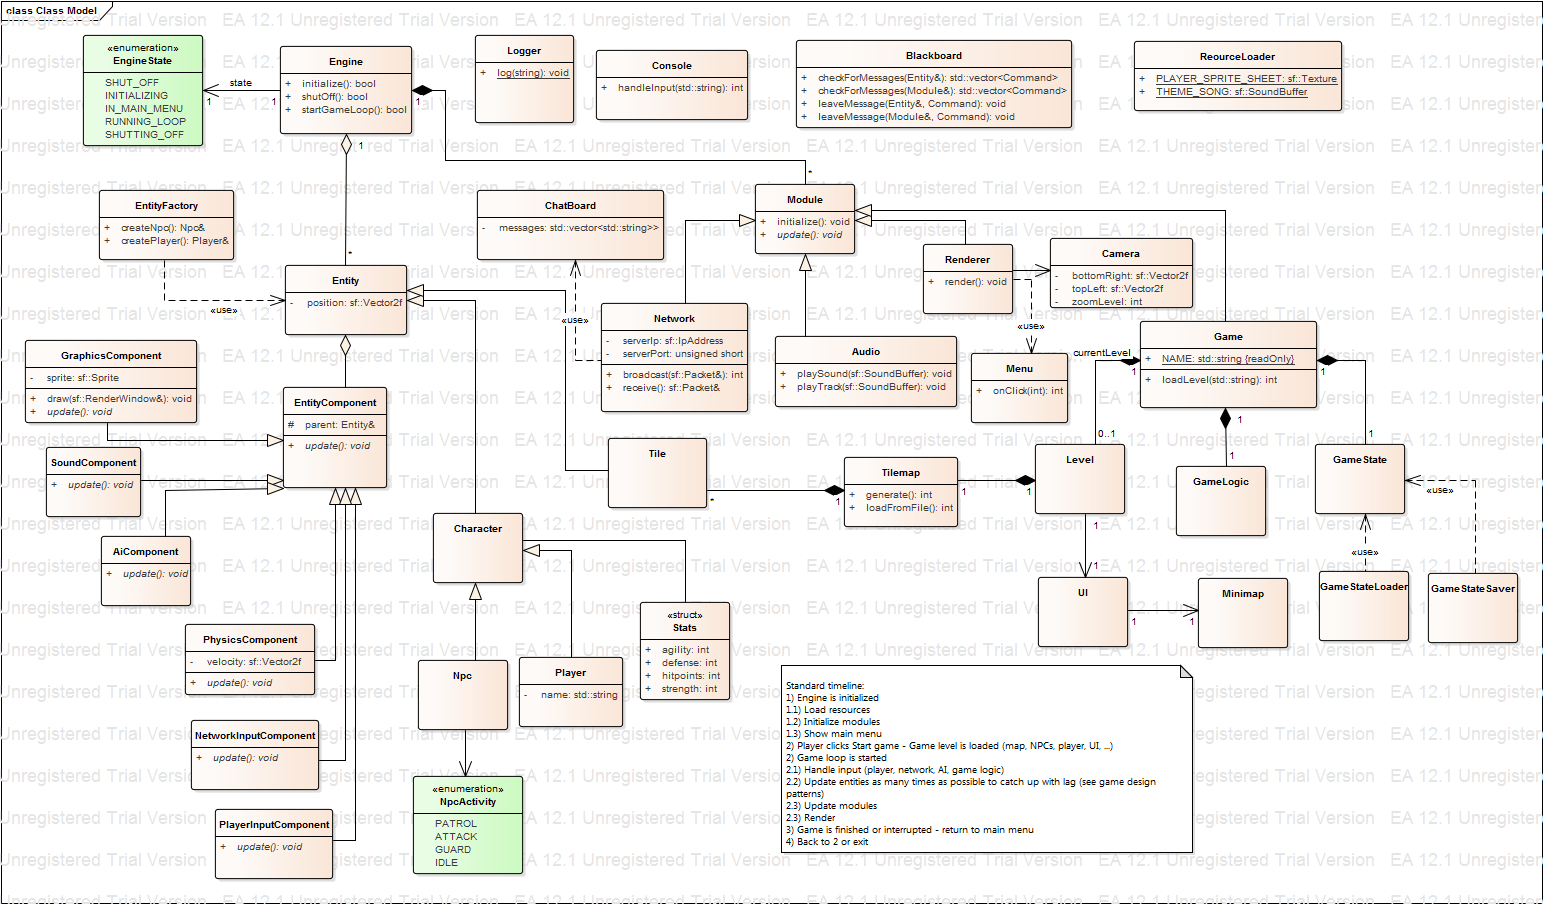 class Class Model
«enumeration»
EngineState
SHUT_OFF
INITIALIZING
IN_MAIN_MENU
RUNNING_LOOP
SHUTTING_OFF
state
1
1
Engine
+ initialize(): bool
+ shutOff(): bool
+ startGameLoop(): bool
1
1
*
*
Logger
+ log(string): void
Console
+ handleInput(std::string): int
Blackboard
+ checkForMessages(Entity&): std::vector<Command>
+ checkForMessages(Module&): std::vector<Command>
+ leaveMessage(Entity&, Command): void
+ leaveMessage(Module&, Command): void
ReourceLoader
+ PLAYER_SPRITE_SHEET: sf::Texture
+ THEME_SONG: sf::SoundBuffer
EntityFactory
+ createNpc(): Npc&
+ createPlayer(): Player&
«use»
ChatBoard
- messages: std::vector<std::string>>
«use»
Module
+ initialize(): void
+ update(): void
Renderer
+ render(): void
«use»
Camera
- bottomRight: sf::Vector2f
- topLeft: sf::Vector2f
- zoomLevel: int
Entity
- position: sf::Vector2f
Network
- serverIp: sf::IpAddress
- serverPort: unsigned short
+ broadcast(sf::Packet&): int
+ receive(): sf::Packet&
Audio
+ playSound(sf::SoundBuffer): void
+ playTrack(sf::SoundBuffer): void
Menu
+ onClick(int): int
Game
+ NAME: std::string {readOnly}
+ loadLevel(std::string): int
currentLevel
1
1
1
0..1
1
1
GraphicsComponent
- sprite: sf::Sprite
+ draw(sf::RenderWindow&): void
+ update(): void
EntityComponent
# parent: Entity&
+ update(): void
SoundComponent
+ update(): void
AiComponent
+ update(): void
PhysicsComponent
- velocity: sf::Vector2f
+ update(): void
NetworkInputComponent
+ update(): void
PlayerInputComponent
+ update(): void
Tile
*
1
Tilemap
+ generate(): int
+ loadFromFile(): int
1
1
Level
1
1
GameLogic
GameState
«use»
«use»
GameStateLoader
GameStateSaver
UI
1
1
Minimap
Character
«struct»
Stats
+ agility: int
+ defense: int
+ hitpoints: int
+ strength: int
Npc
Player
- name: std::string
«enumeration»
NpcActivity
PATROL
ATTACK
GUARD
IDLE
Standard timeline:
1) Engine is initialized
1.1) Load resources
1.2) Initialize modules
1.3) Show main menu
2) Player clicks Start game - Game level is loaded (map, NPCs, player, UI, ...)
2) Game loop is started
2.1) Handle input (player, network, AI, game logic)
2.2) Update entities as many times as possible to catch up with lag (see game design
patterns)
2.3) Update modules
2.3) Render
3) Game is finished or interrupted - return to main menu
4) Back to 2 or exit
EA 12.1 Unregistered Trial Version